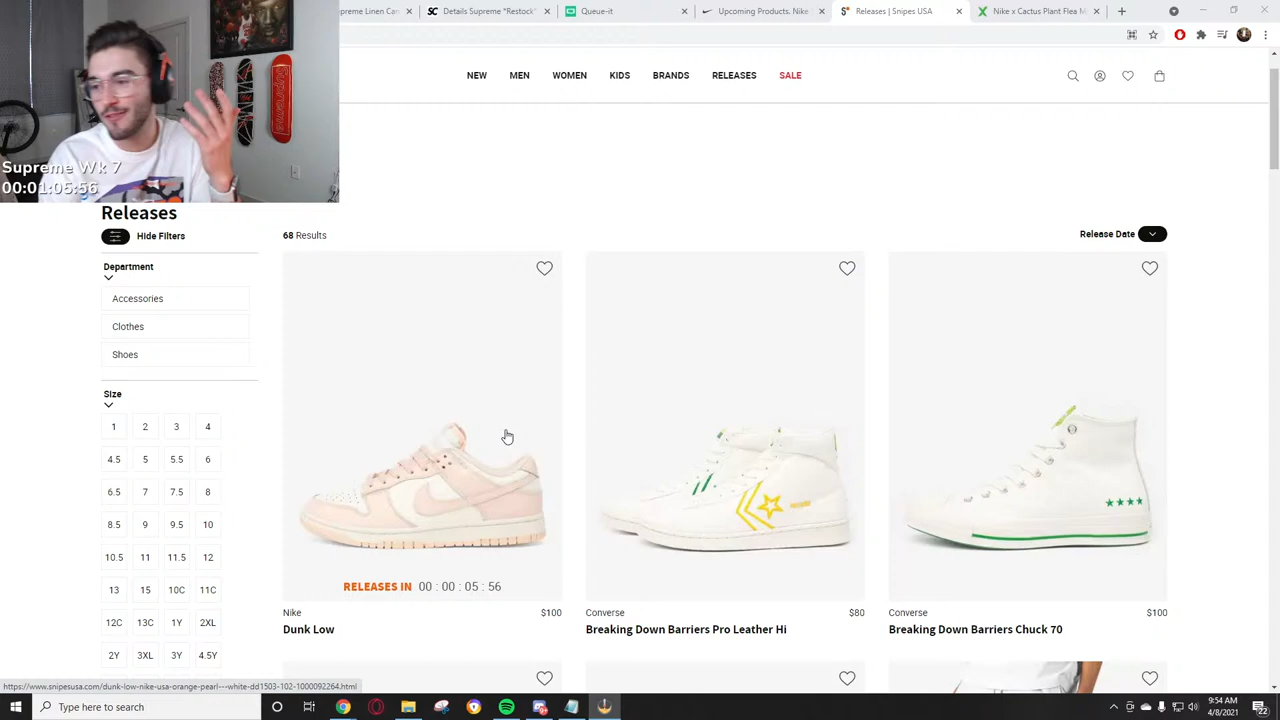 upreme Linen Car
Details Supreme "Restock"
Queue-it
Upcoming Products. Nike
Releases | Snipes USA
Nike x Cactus Plant Flea M
NEW MEN WOMEN KIDS BRANDS RELEASES SALE
Supreme
Supreme Wk 7
00:01:05:56
Releases
Hide Filters
68 Results
Release Date
Department
Accessories
Clothes
Shoes
Size
1 2 3 4
4.5 5 5.5 6
6.5 7 7.5 8
8.5 9 9.5 10
10.5 11 11.5 12
13 15 10C 11C
12C 13C 1Y 2XL
2Y 3XL 3Y 4.5Y
RELEASES IN 00 : 00 : 05 : 56
Nike $100
Dunk Low
Converse $80
Breaking Down Barriers Pro Leather Hi
Converse $100
Breaking Down Barriers Chuck 70
https://www.snipesusa.com/dunk-low-nike-usa-orange-pearl---white-dd1503-102-1000092264.html
Type here to search
9:54 AM
4/8/2021
22